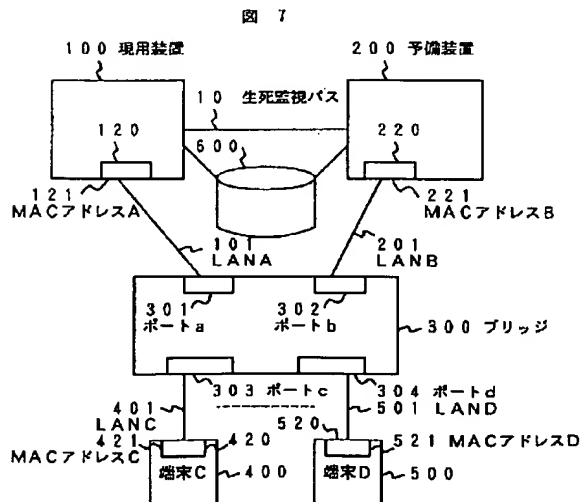 図 7
100 現用装置
200 予備装置
10 生死監視パス
120
600
220
121
MACアドレスA
221
MACアドレスB
101
LANA
201
LANB
301
ポートa
302
ポートb
300 ブリッジ
303 ポートc
304 ポートd
401
LANC
501 LAND
421
MACアドレスC
420
520
521 MACアドレスD
端末C
400
端末D
500